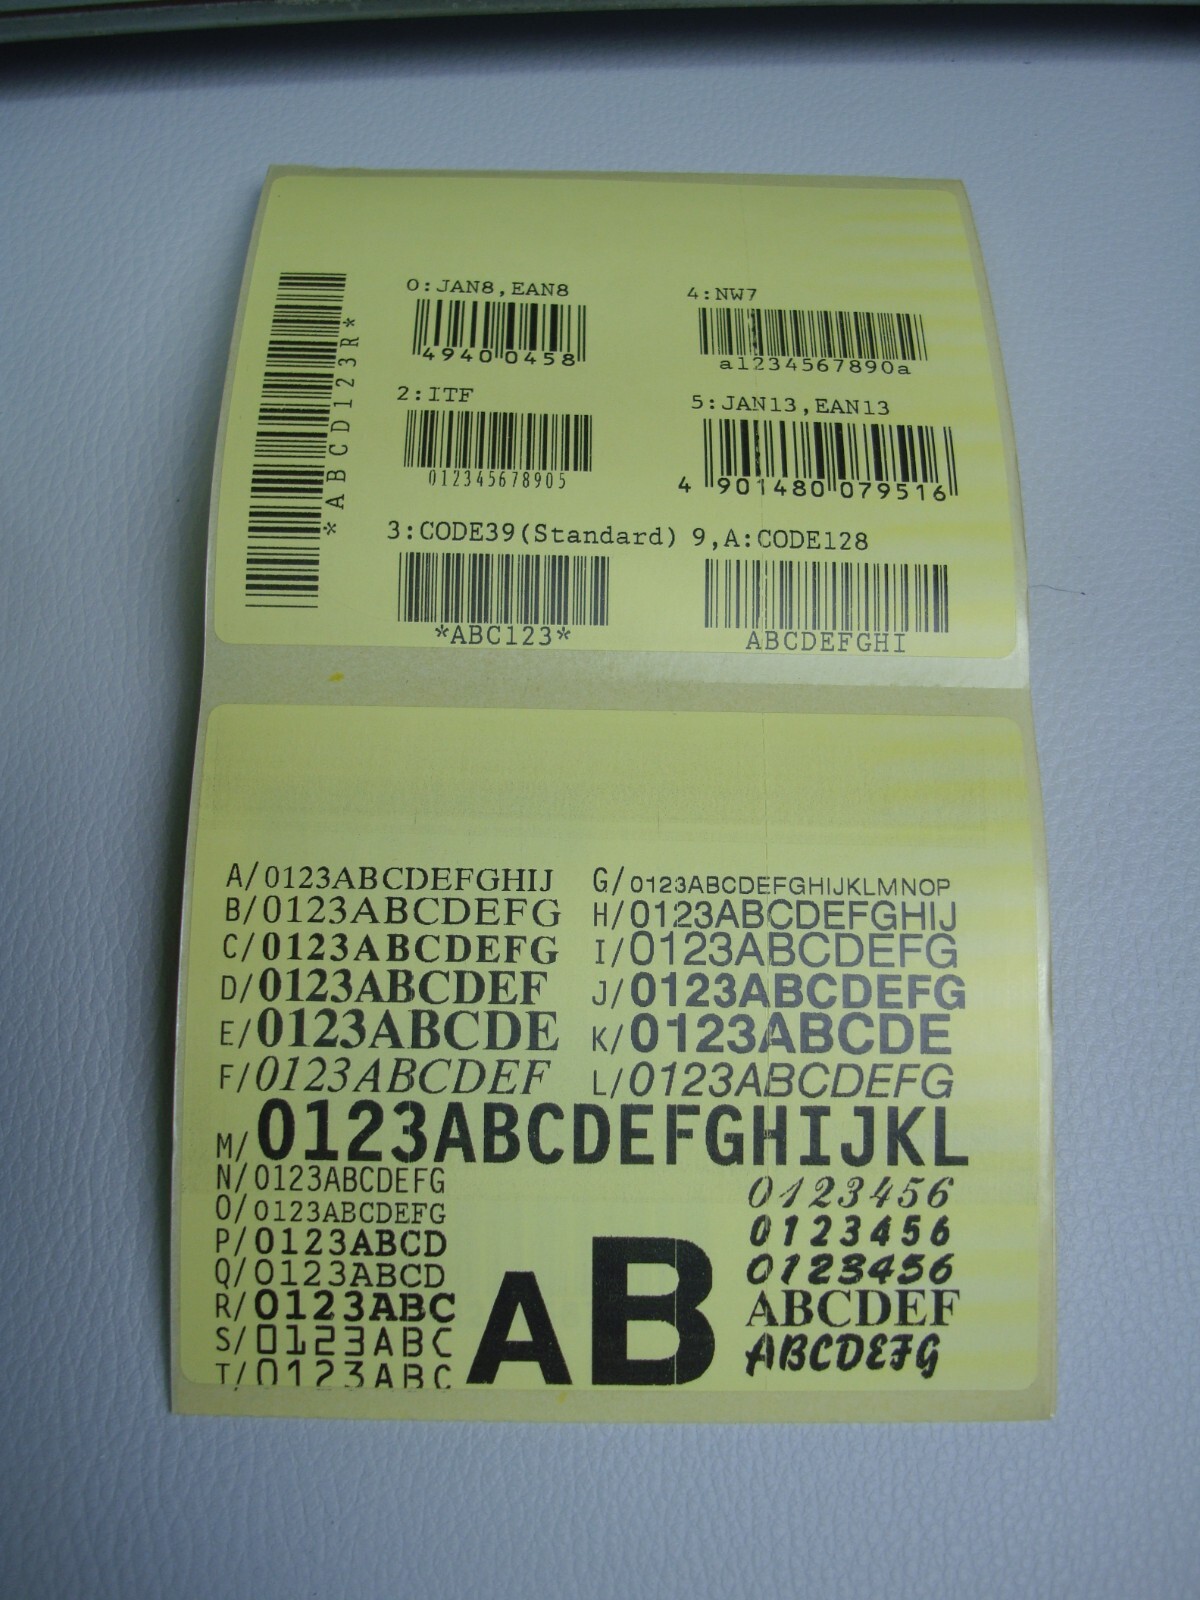 *ABCD123R*
0:JAN8,EAN8
4940 0458
4:NW7
a1234567890a
2:ITF
012345678905
5:JAN13,EAN13
4 901480 079516
3:CODE39(Standard)
*ABC123*
9,A:CODE128
ABCDEFGHI
A/0123ABCDEFGHIJ
B/0123ABCDEFG
C/0123ABCDEFG
D/0123ABCDEF
E/0123ABCDE
F/0123ABCDEF
G/0123ABCDEFGHIJKLMNOP
H/0123ABCDEFGHIJ
I/0123ABCDEFG
J/0123ABCDEFG
K/0123ABCDE
L/0123ABCDEFG
M/0123ABCDEFGHIJKL
N/0123ABCDEFG
O/0123ABCDEFG
P/0123ABCD
Q/0123ABCD
R/0123ABC
S/0123ABC
T/0123ABC
AB
0123456
0123456
0123456
ABCDEF
ABCDEFG